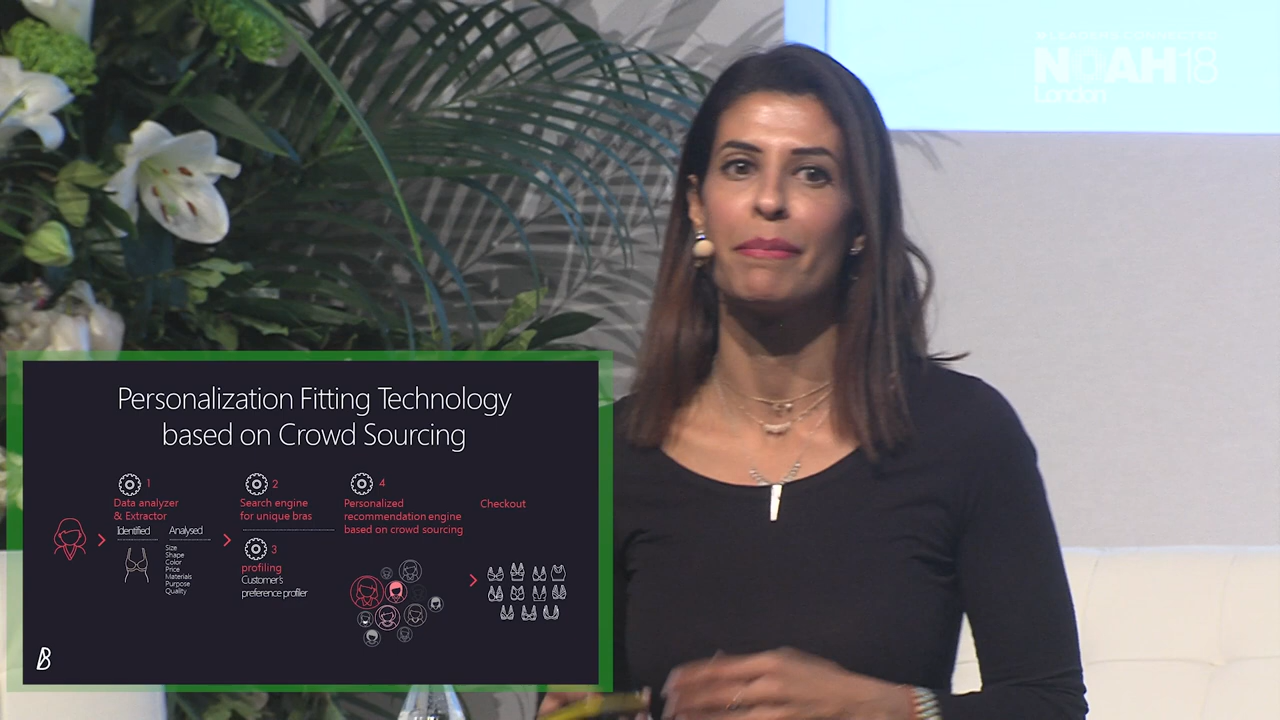 LEADERS CONNECTED
NOAH18
London
Personalization Fitting Technology
based on Crowd Sourcing
1
Data analyzer
& Extractor
Identified
Analysed
Size
Shape
Color
Price
Materials
Purpose
Quality
2
Search engine
for unique bras
3
profiling
Customer's
preference profiler
4
Personalized
recommendation engine
based on crowd sourcing
Checkout